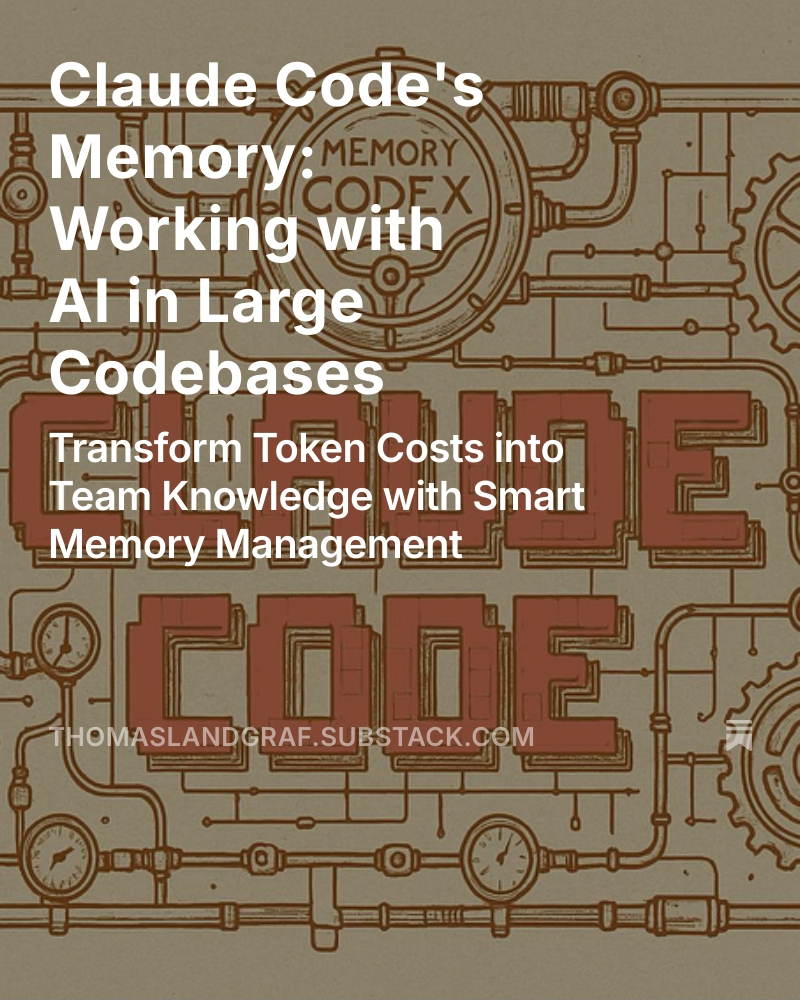 Claude Code's
Memory:
Working with
AI in Large
Codebases
Transform Token Costs into
Team Knowledge with Smart
Memory Management
MEMORY
CODEX
CLAUDE
CODE
THOMASLANDGRAF.SUBSTACK.COM